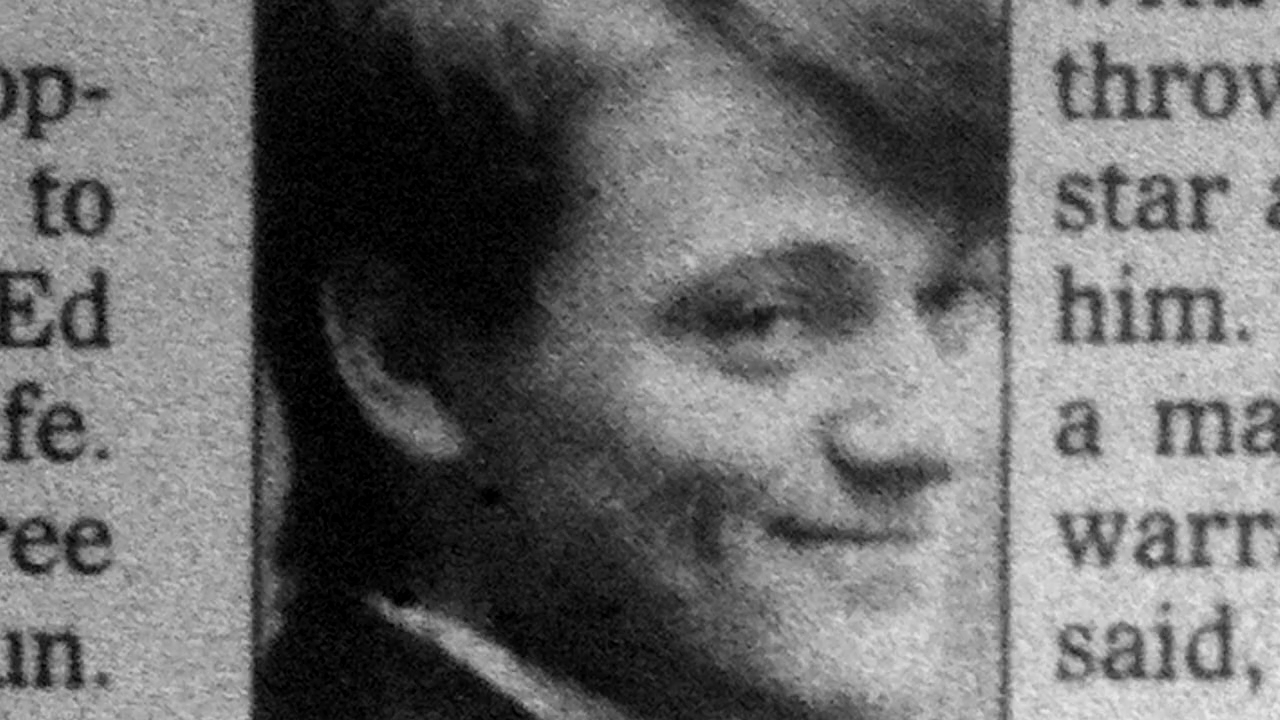 op-
to
Ed
fe.
ree
un.
throw
star a
him.
a ma
warr
said,